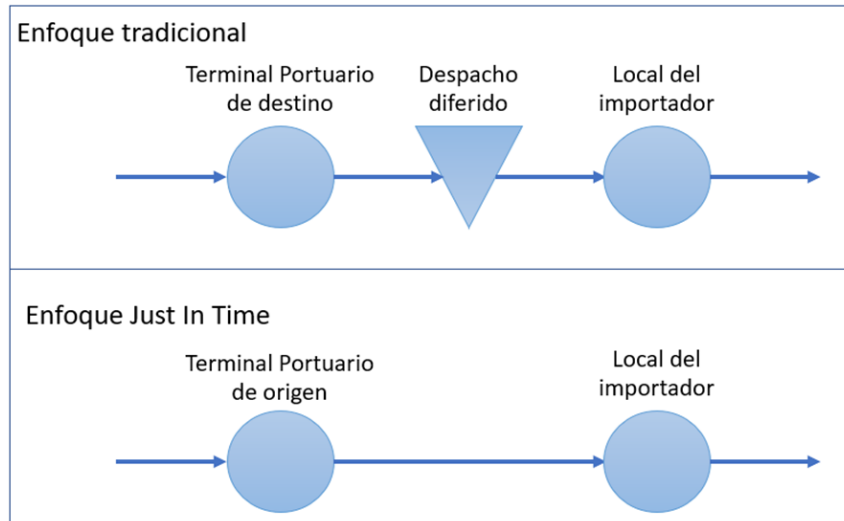 Enfoque tradicional
Terminal Portuario
de destino
Despacho
diferido
Local del
importador
Enfoque Just In Time
Terminal Portuario
de origen
Local del
importador